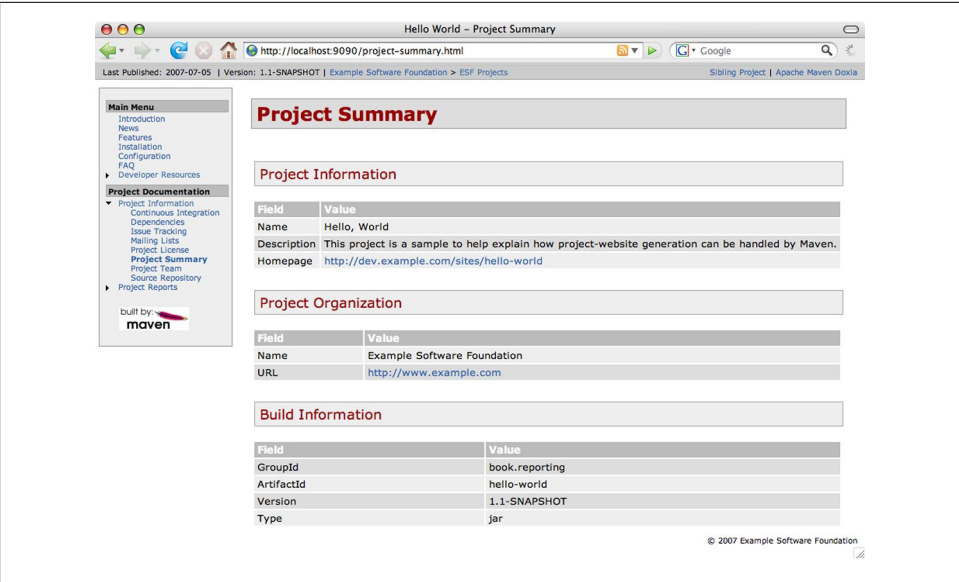 Hello World – Project Summary
http://localhost:9090/project-summary.html
G Google
Last Published: 2007-07-05 | Version: 1.1-SNAPSHOT | Example Software Foundation > ESF Projects
Sibling Project | Apache Maven Doxia
Main Menu
Introduction
News
Features
Installation
Configuration
FAQ
Developer Resources
Project Documentation
Project Information
Continuous Integration
Dependencies
Issue Tracking
Mailing Lists
Project License
Project Summary
Project Team
Source Repository
Project Reports
built by:
maven
Project Summary
Project Information
Field Value
Name Hello, World
Description This project is a sample to help explain how project-website generation can be handled by Maven.
Homepage http://dev.example.com/sites/hello-world
Project Organization
Field Value
Name Example Software Foundation
URL http://www.example.com
Build Information
Field Value
GroupId book.reporting
ArtifactId hello-world
Version 1.1-SNAPSHOT
Type jar
© 2007 Example Software Foundation